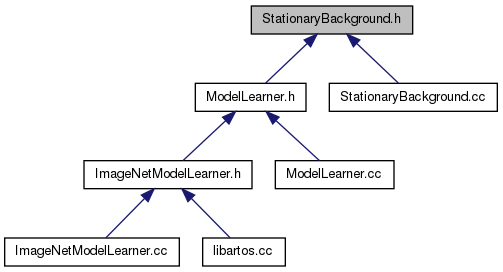 StationaryBackground.h
ModelLearner.h
StationaryBackground.cc
ImageNetModelLearner.h
ModelLearner.cc
ImageNetModelLearner.cc
libartos.cc